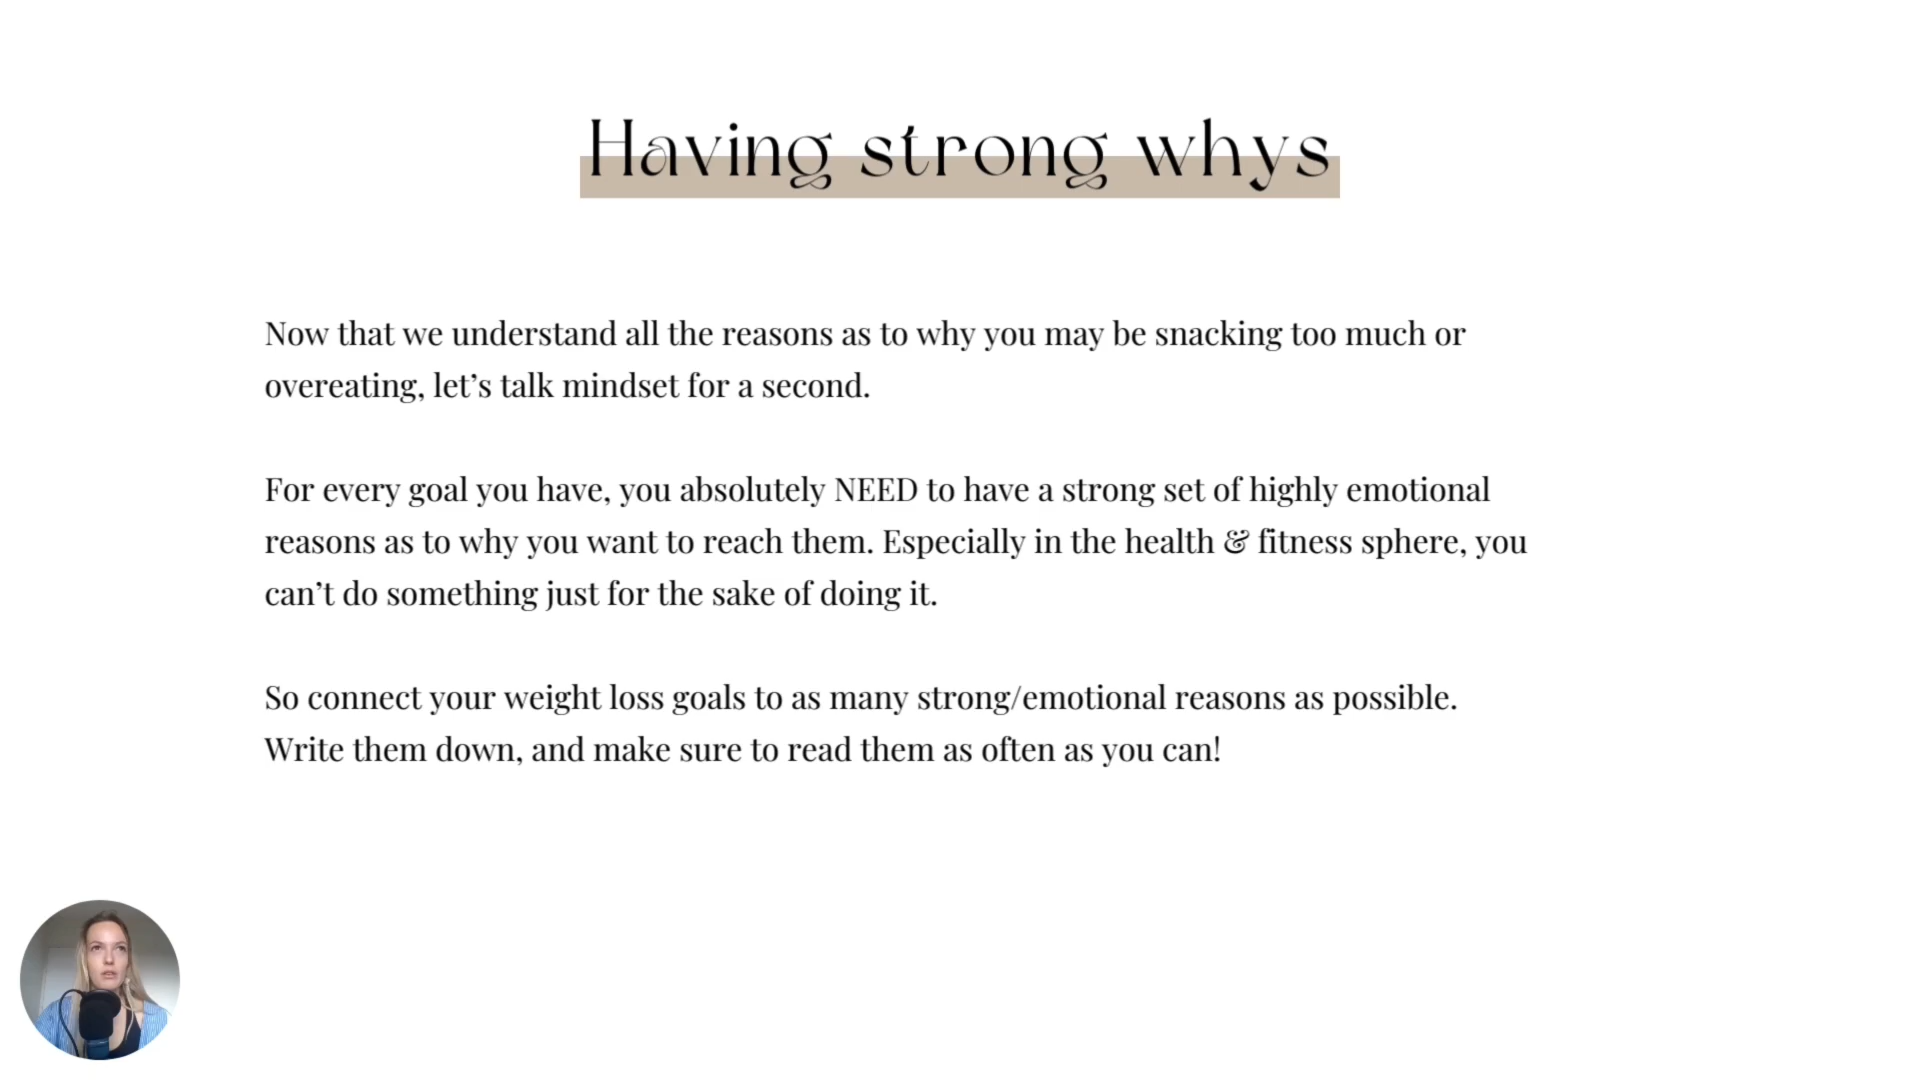 Having strong whys
Now that we understand all the reasons as to why you may be snacking too much or
overeating, let’s talk mindset for a second.
For every goal you have, you absolutely NEED to have a strong set of highly emotional
reasons as to why you want to reach them. Especially in the health & fitness sphere, you
can’t do something just for the sake of doing it.
So connect your weight loss goals to as many strong/emotional reasons as possible.
Write them down, and make sure to read them as often as you can!